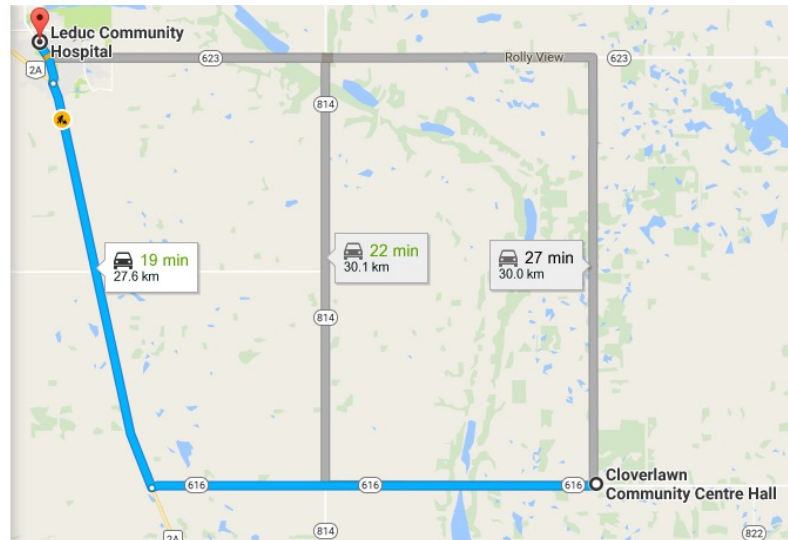 Leduc Community
Hospital
2A
623
Rolly View
623
814
19 min
27.6 km
22 min
30.1 km
27 min
30.0 km
814
616
616
616
Cloverlawn
Community Centre Hall
2A
814
822